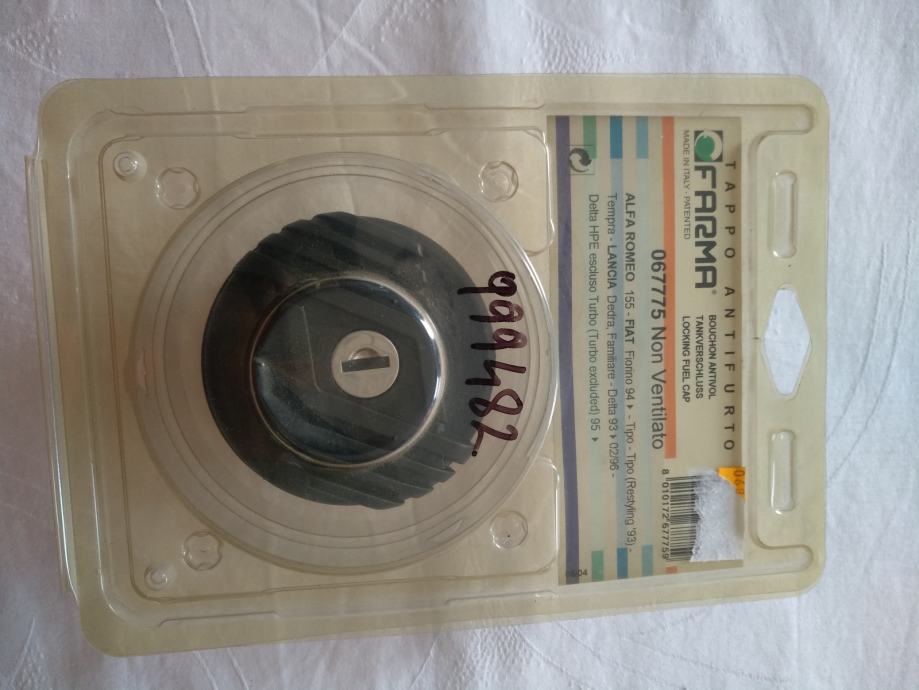 TAPPO ANTIFURTO
FARMA®
MADE IN ITALY - PATENTED
BOUCHON ANTIVOL
TANKVERSCHLUSS
LOCKING FUEL CAP
067775 Non Ventilato
ALFA ROMEO 155 - FIAT Fiorino 94 ▸ - Tipo - Tipo (Restyling '93) -
Tempra - LANCIA Dedra, Familiare - Delta 93 ▸ 02/96 -
Delta HPE escluso Turbo (Turbo excluded) 95 ▸
8 010172 677759
999482